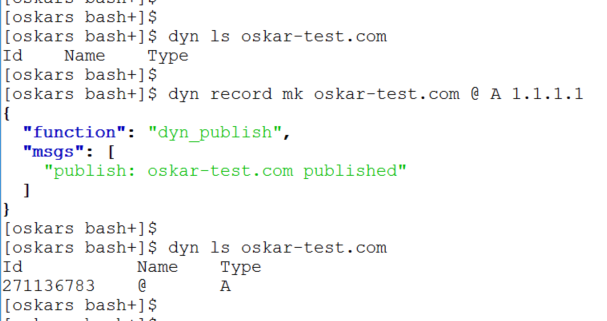 [oskars bash+]$
[oskars bash+]$
[oskars bash+]$ dyn ls oskar-test.com
Id    Name    Type
[oskars bash+]$
[oskars bash+]$ dyn record mk oskar-test.com @ A 1.1.1.1
{
  "function": "dyn_publish",
  "msgs": [
    "publish: oskar-test.com published"
  ]
}
[oskars bash+]$
[oskars bash+]$ dyn ls oskar-test.com
Id           Name    Type
271136783    @       A
[oskars bash+]$
[oskars bash+]$